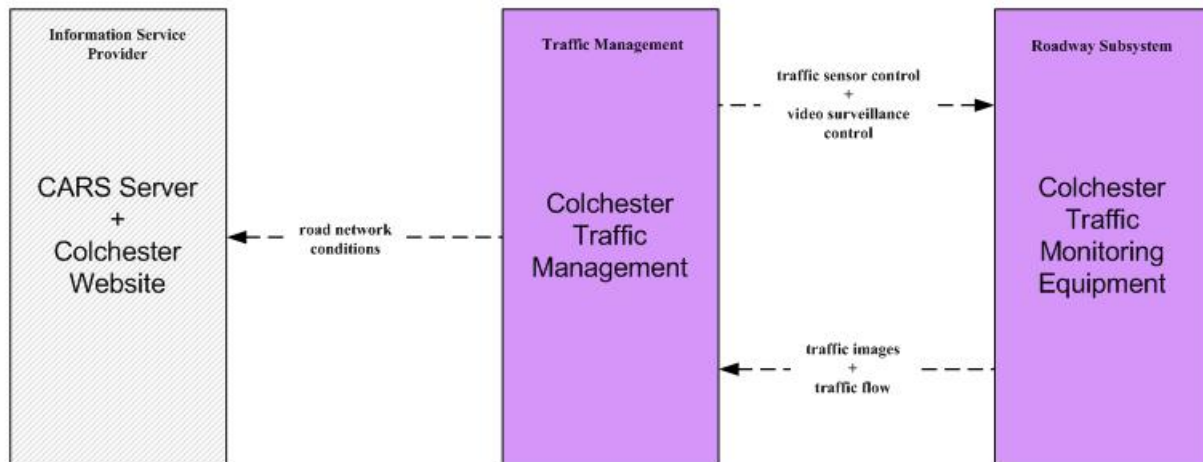 Information Service
Provider
CARS Server
+
Colchester
Website
road network
conditions
Traffic Management
Colchester
Traffic
Management
traffic sensor control
+
video surveillance
control
traffic images
+
traffic flow
Roadway Subsystem
Colchester
Traffic
Monitoring
Equipment